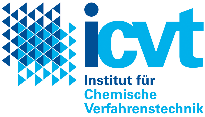 icvt
Institut für
Chemische
Verfahrenstechnik